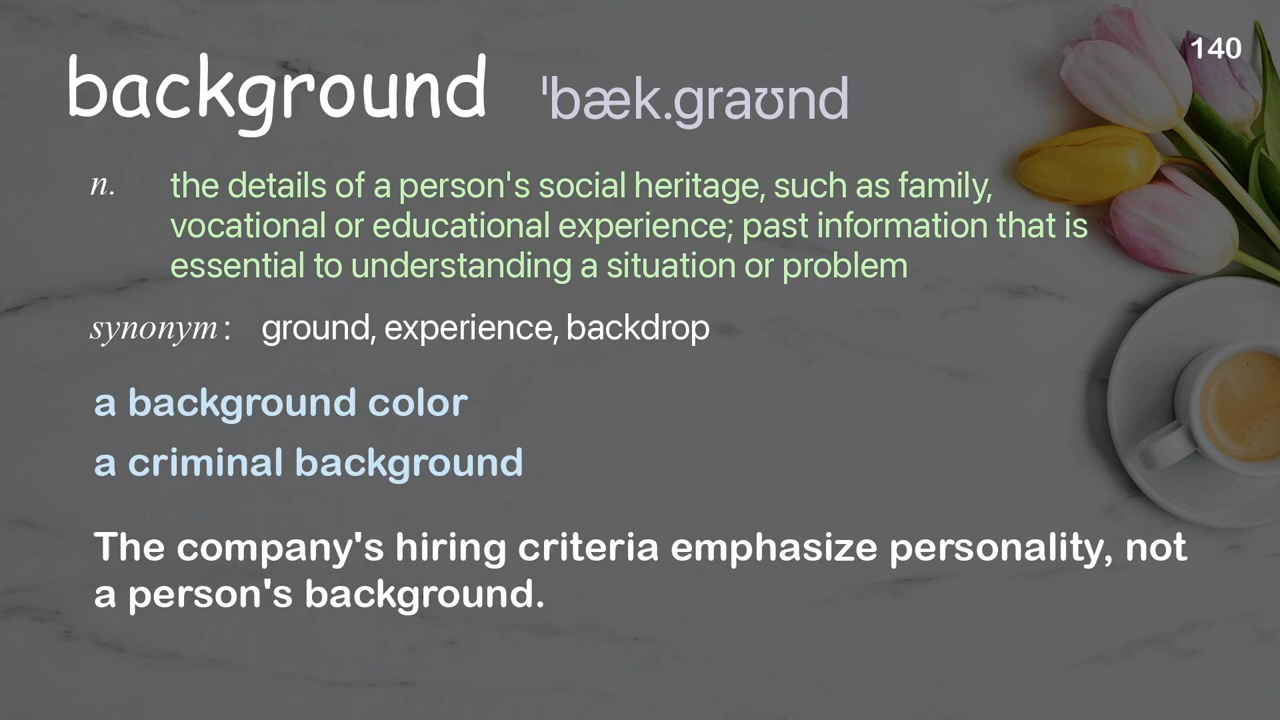 140
background ˈbæk.graʊnd
n. the details of a person's social heritage, such as family,
vocational or educational experience; past information that is
essential to understanding a situation or problem
synonym: ground, experience, backdrop
a background color
a criminal background
The company's hiring criteria emphasize personality, not
a person's background.